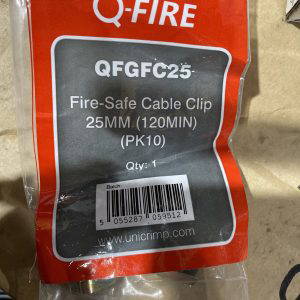 Q-FIRE
QFGFC25
Fire-Safe Cable Clip
25MM (120MIN)
(PK10)
Qty: 1
Batch:
5 055287 059512
www.unicrimp.com